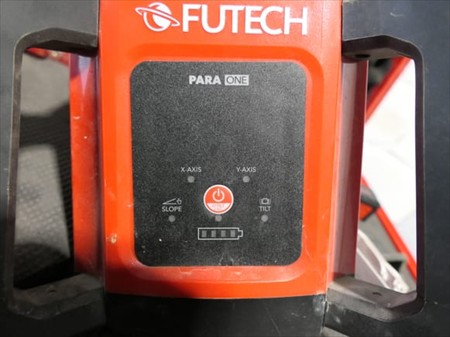 FUTECH
PARA ONE
X-AXIS Y-AXIS
SLOPE TILT